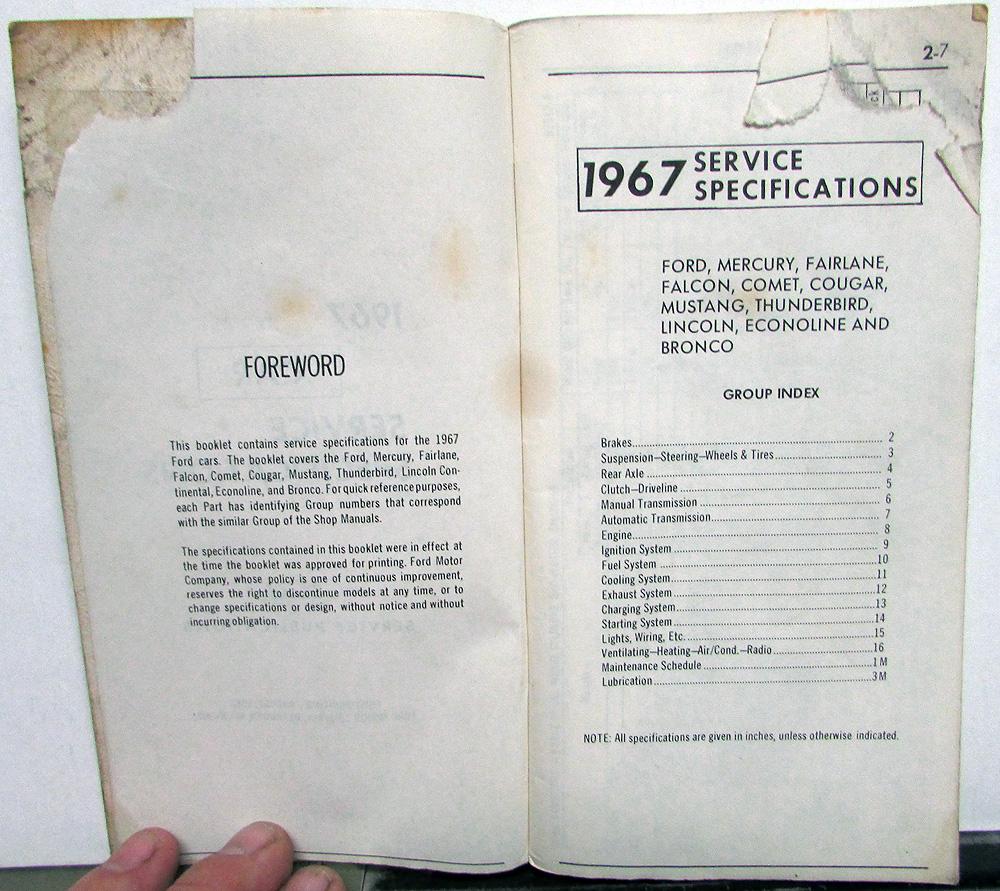 FOREWORD
This booklet contains service specifications for the 1967
Ford cars. The booklet covers the Ford, Mercury, Fairlane,
Falcon, Comet, Cougar, Mustang, Thunderbird, Lincoln Con-
tinental, Econoline, and Bronco. For quick reference purposes,
each Part has identifying Group numbers that correspond
with the similar Group of the Shop Manuals.
The specifications contained in this booklet were in effect at
the time the booklet was approved for printing. Ford Motor
Company, whose policy is one of continuous improvement,
reserves the right to discontinue models at any time, or to
change specifications or design, without notice and without
incurring obligation.
2-7
ck
1967 SERVICE
SPECIFICATIONS
FORD, MERCURY, FAIRLANE,
FALCON, COMET, COUGAR,
MUSTANG, THUNDERBIRD,
LINCOLN, ECONOLINE AND
BRONCO
GROUP INDEX
Brakes 2
Suspension—Steering—Wheels & Tires 3
Rear Axle 4
Clutch—Driveline 5
Manual Transmission 6
Automatic Transmission 7
Engine 8
Ignition System 9
Fuel System 10
Cooling System 11
Exhaust System 12
Charging System 13
Starting System 14
Lights, Wiring, Etc. 15
Ventilating—Heating—Air/Cond.—Radio 16
Maintenance Schedule 1M
Lubrication 3M
NOTE: All specifications are given in inches, unless otherwise indicated.